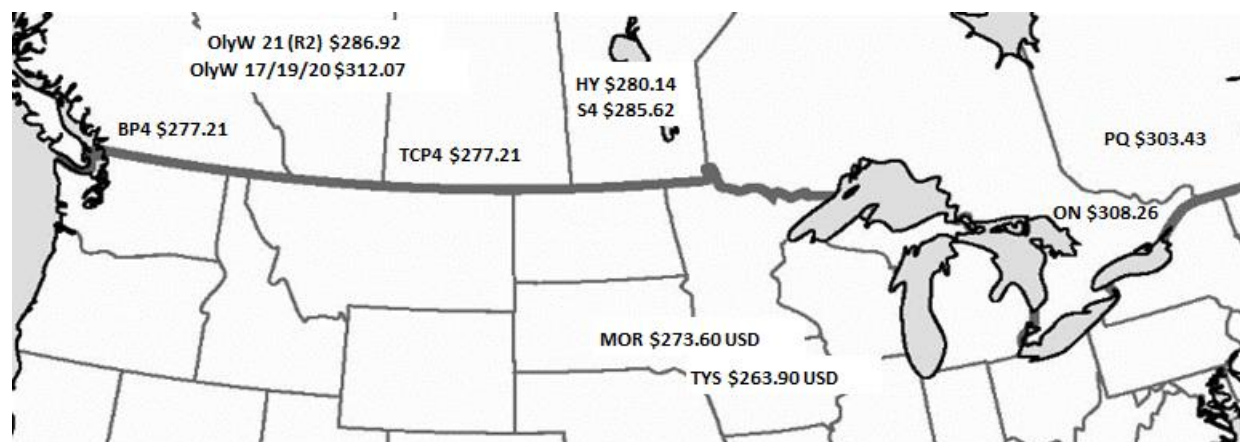 OlyW 21 (R2) $286.92
OlyW 17/19/20 $312.07
HY $280.14
S4 $285.62
BP4 $277.21
TCP4 $277.21
PQ $303.43
ON $308.26
MOR $273.60 USD
TYS $263.90 USD